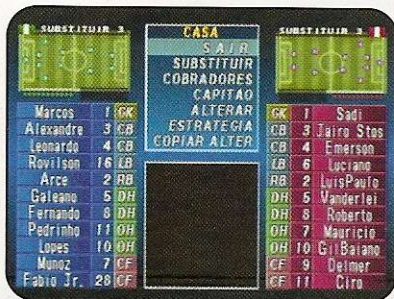 SUBSTITUIR 3
CASA
SAIR
SUBSTITUIR
COBRADORES
CAPITAO
ALTERAR
ESTRATEGIA
COPIAR ALTER
SUBSTITUIR 3
Marcos 1 GK
Alexandre 3 CB
Leonardo 4 CB
Rovilson 16 LB
Arce 2 RB
Galeano 5 DH
Fernando 8 DH
Pedrinho 11 OH
Lopes 10 OH
Munoz 7 CF
Fabio Jr. 28 CF
GK 1 Sadi
CB 3 Jairo Stos
CB 4 Emerson
LB 6 Luciano
RB 2 LuisPaulo
DH 5 Vanderlei
DH 8 Roberto
OH 7 Mauricio
OH 10 GilBaiano
CF 9 Delmer
CF 11 Ciro